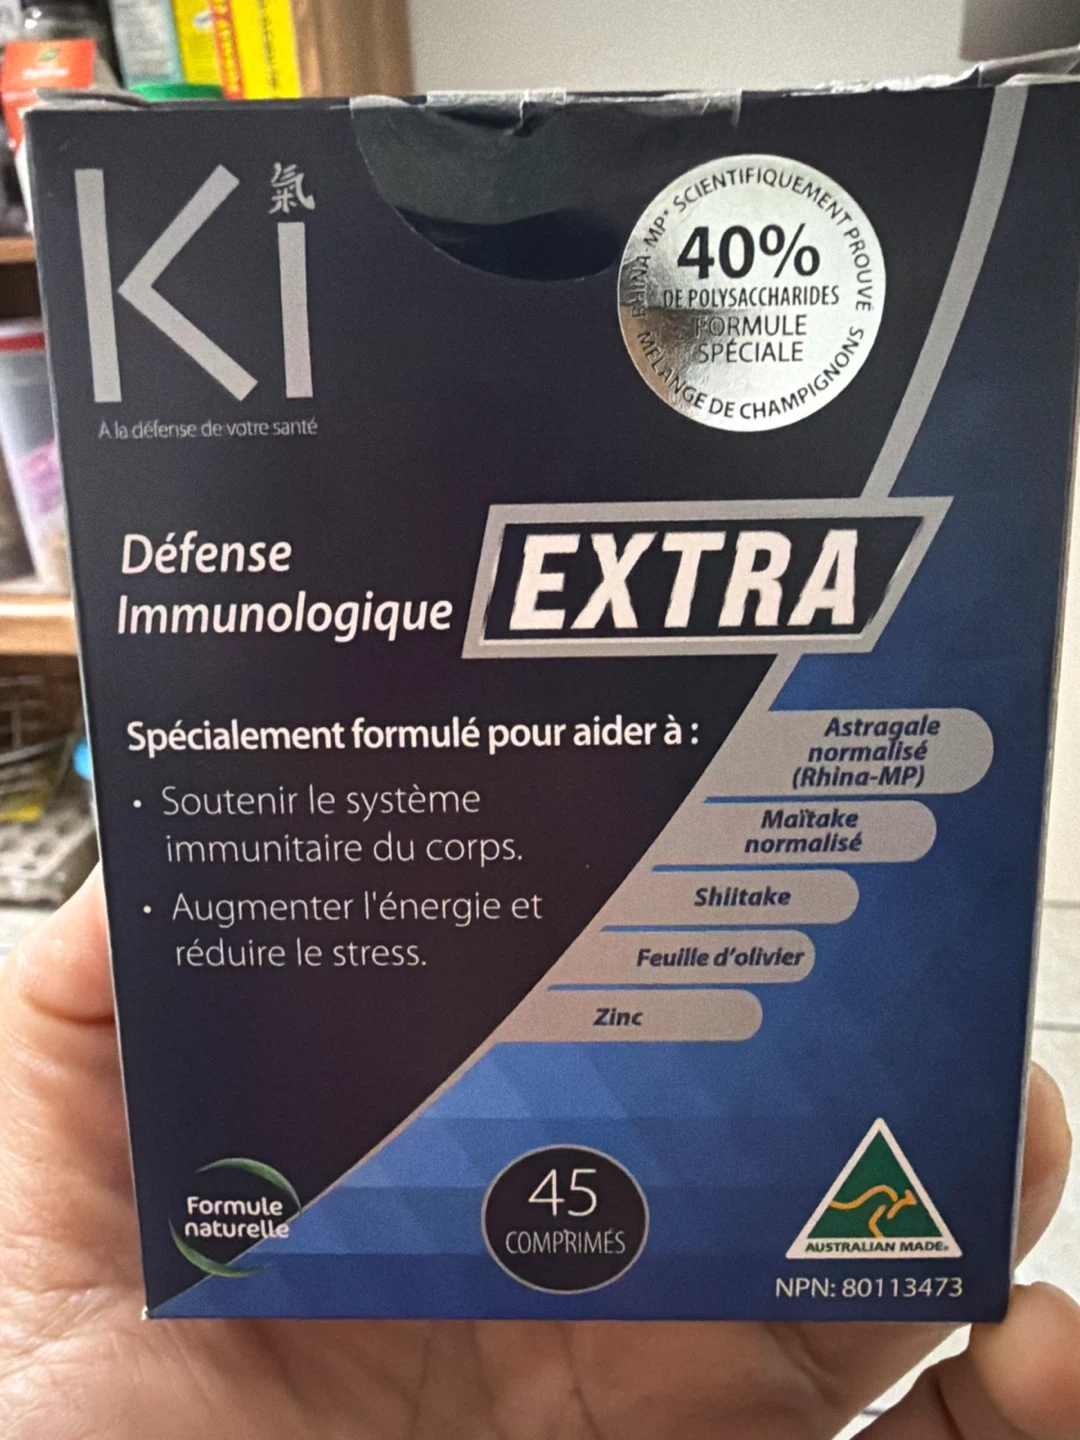 Ki
氣
À la défense de votre santé
RHINA-MP* SCIENTIFIQUEMENT PROUVÉ
40%
DE POLYSACCHARIDES
FORMULE
SPÉCIALE
MÉLANGE DE CHAMPIGNONS
Défense
Immunologique
EXTRA
Spécialement formulé pour aider à :
• Soutenir le système
immunitaire du corps.
• Augmenter l'énergie et
réduire le stress.
Astragale
normalisé
(Rhina-MP)
Maïtake
normalisé
Shiitake
Feuille d'olivier
Zinc
Formule
naturelle
45
COMPRIMÉS
AUSTRALIAN MADE
NPN: 80113473